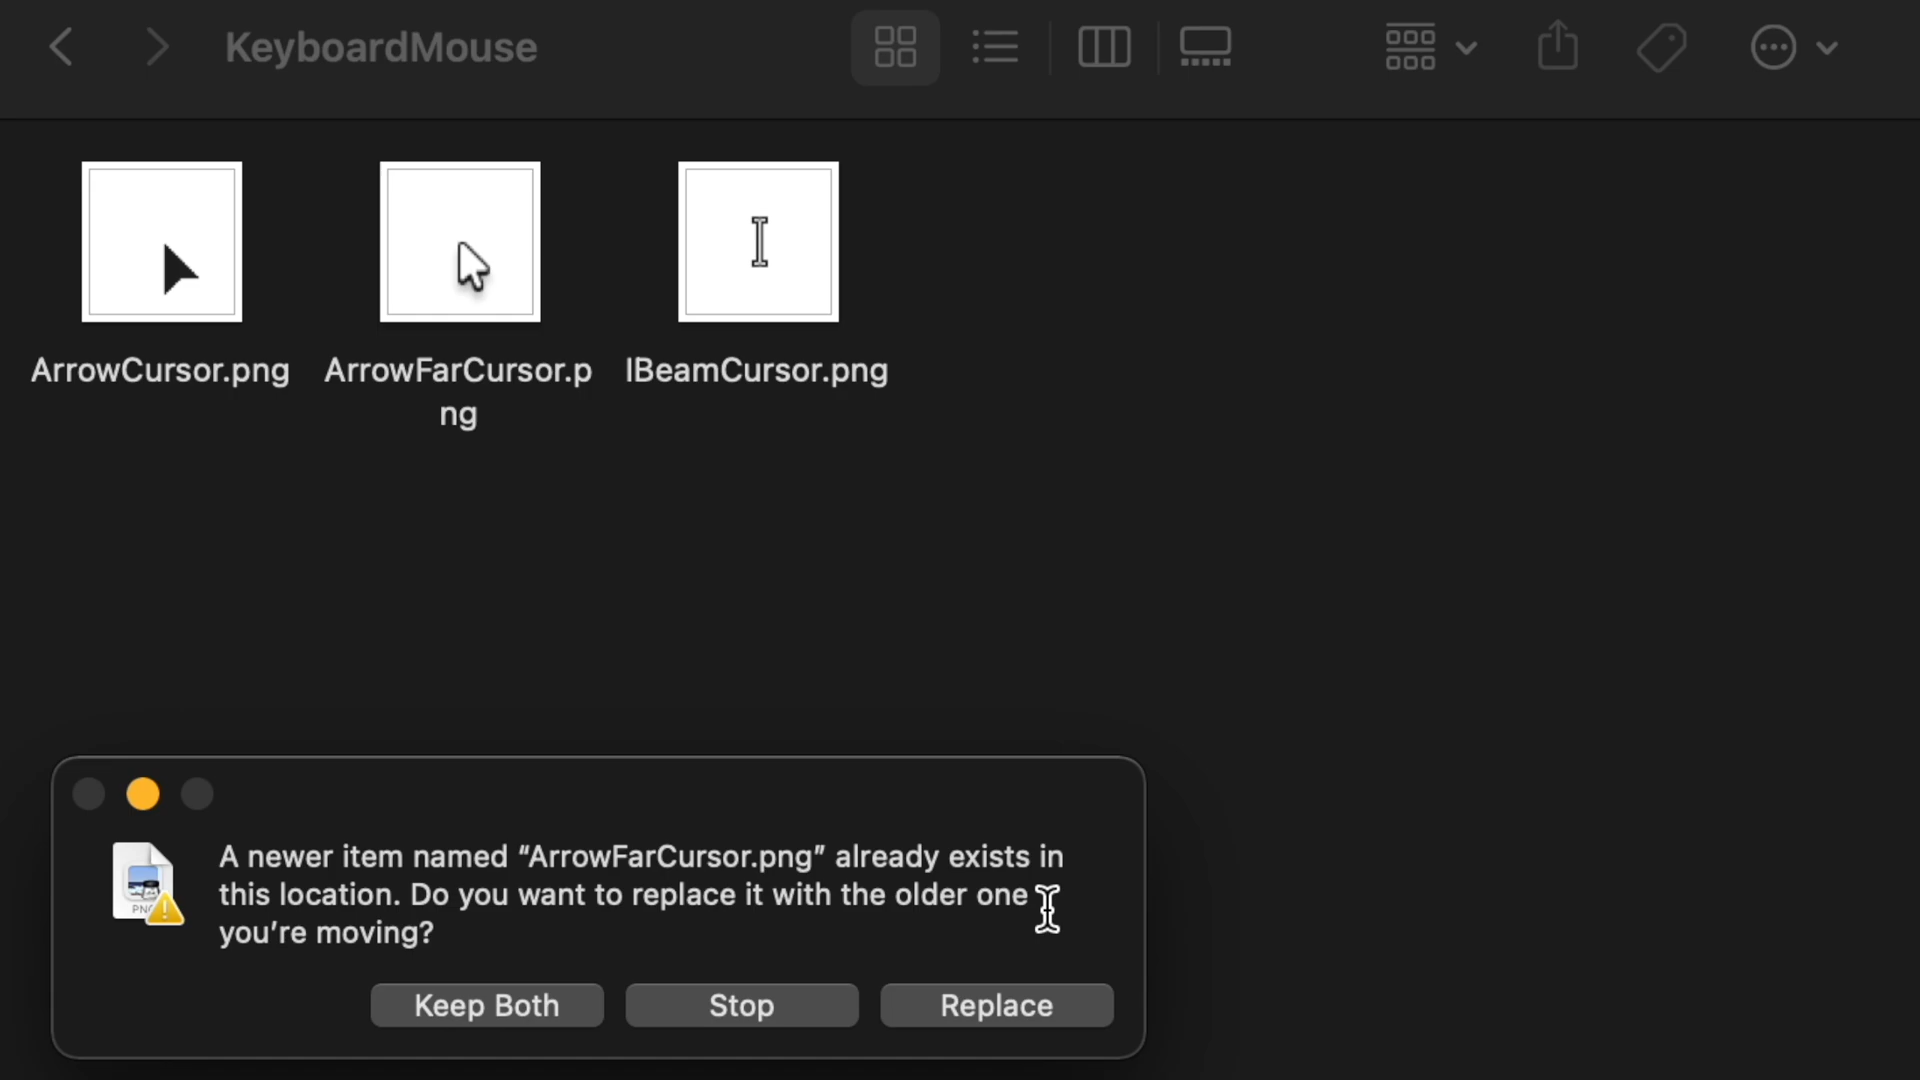 KeyboardMouse
ArrowCursor.png
ArrowFarCursor.p
ng
IBeamCursor.png
A newer item named “ArrowFarCursor.png” already exists in
this location. Do you want to replace it with the older one
you’re moving?
PNG
Keep Both
Stop
Replace